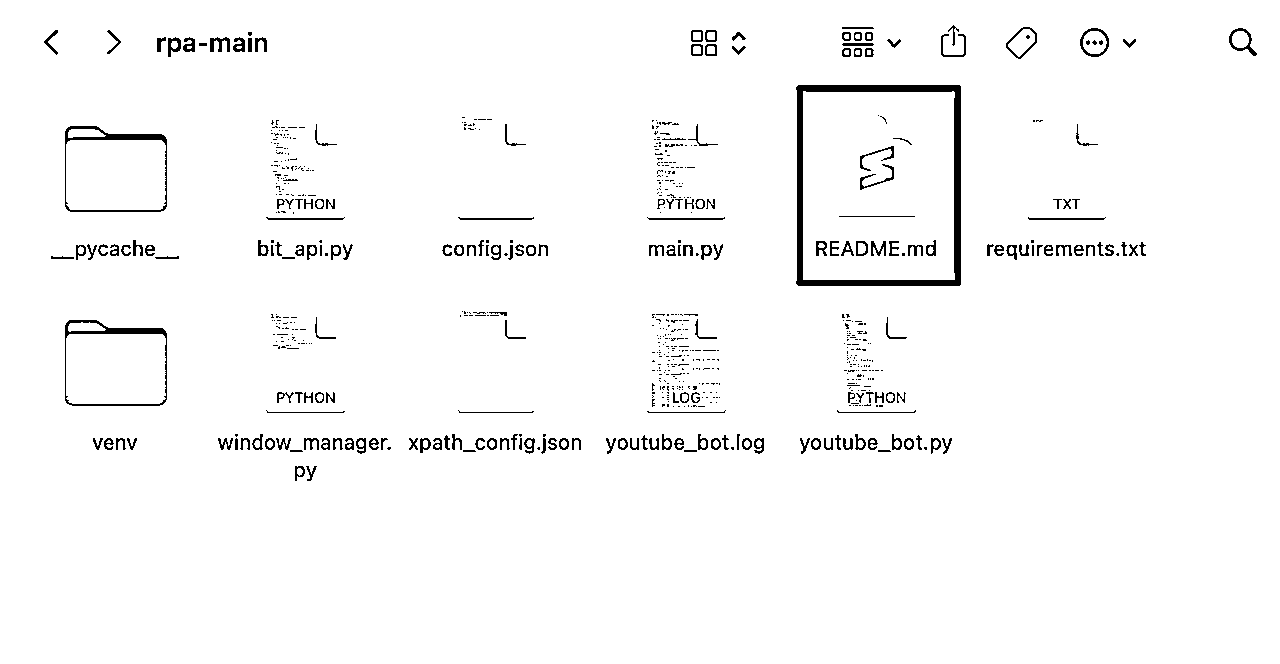 rpa-main
PYTHON
PYTHON
TXT
__pycache__
bit_api.py
config.json
main.py
README.md
requirements.txt
PYTHON
LOG
PYTHON
venv
window_manager.
py
xpath_config.json
youtube_bot.log
youtube_bot.py